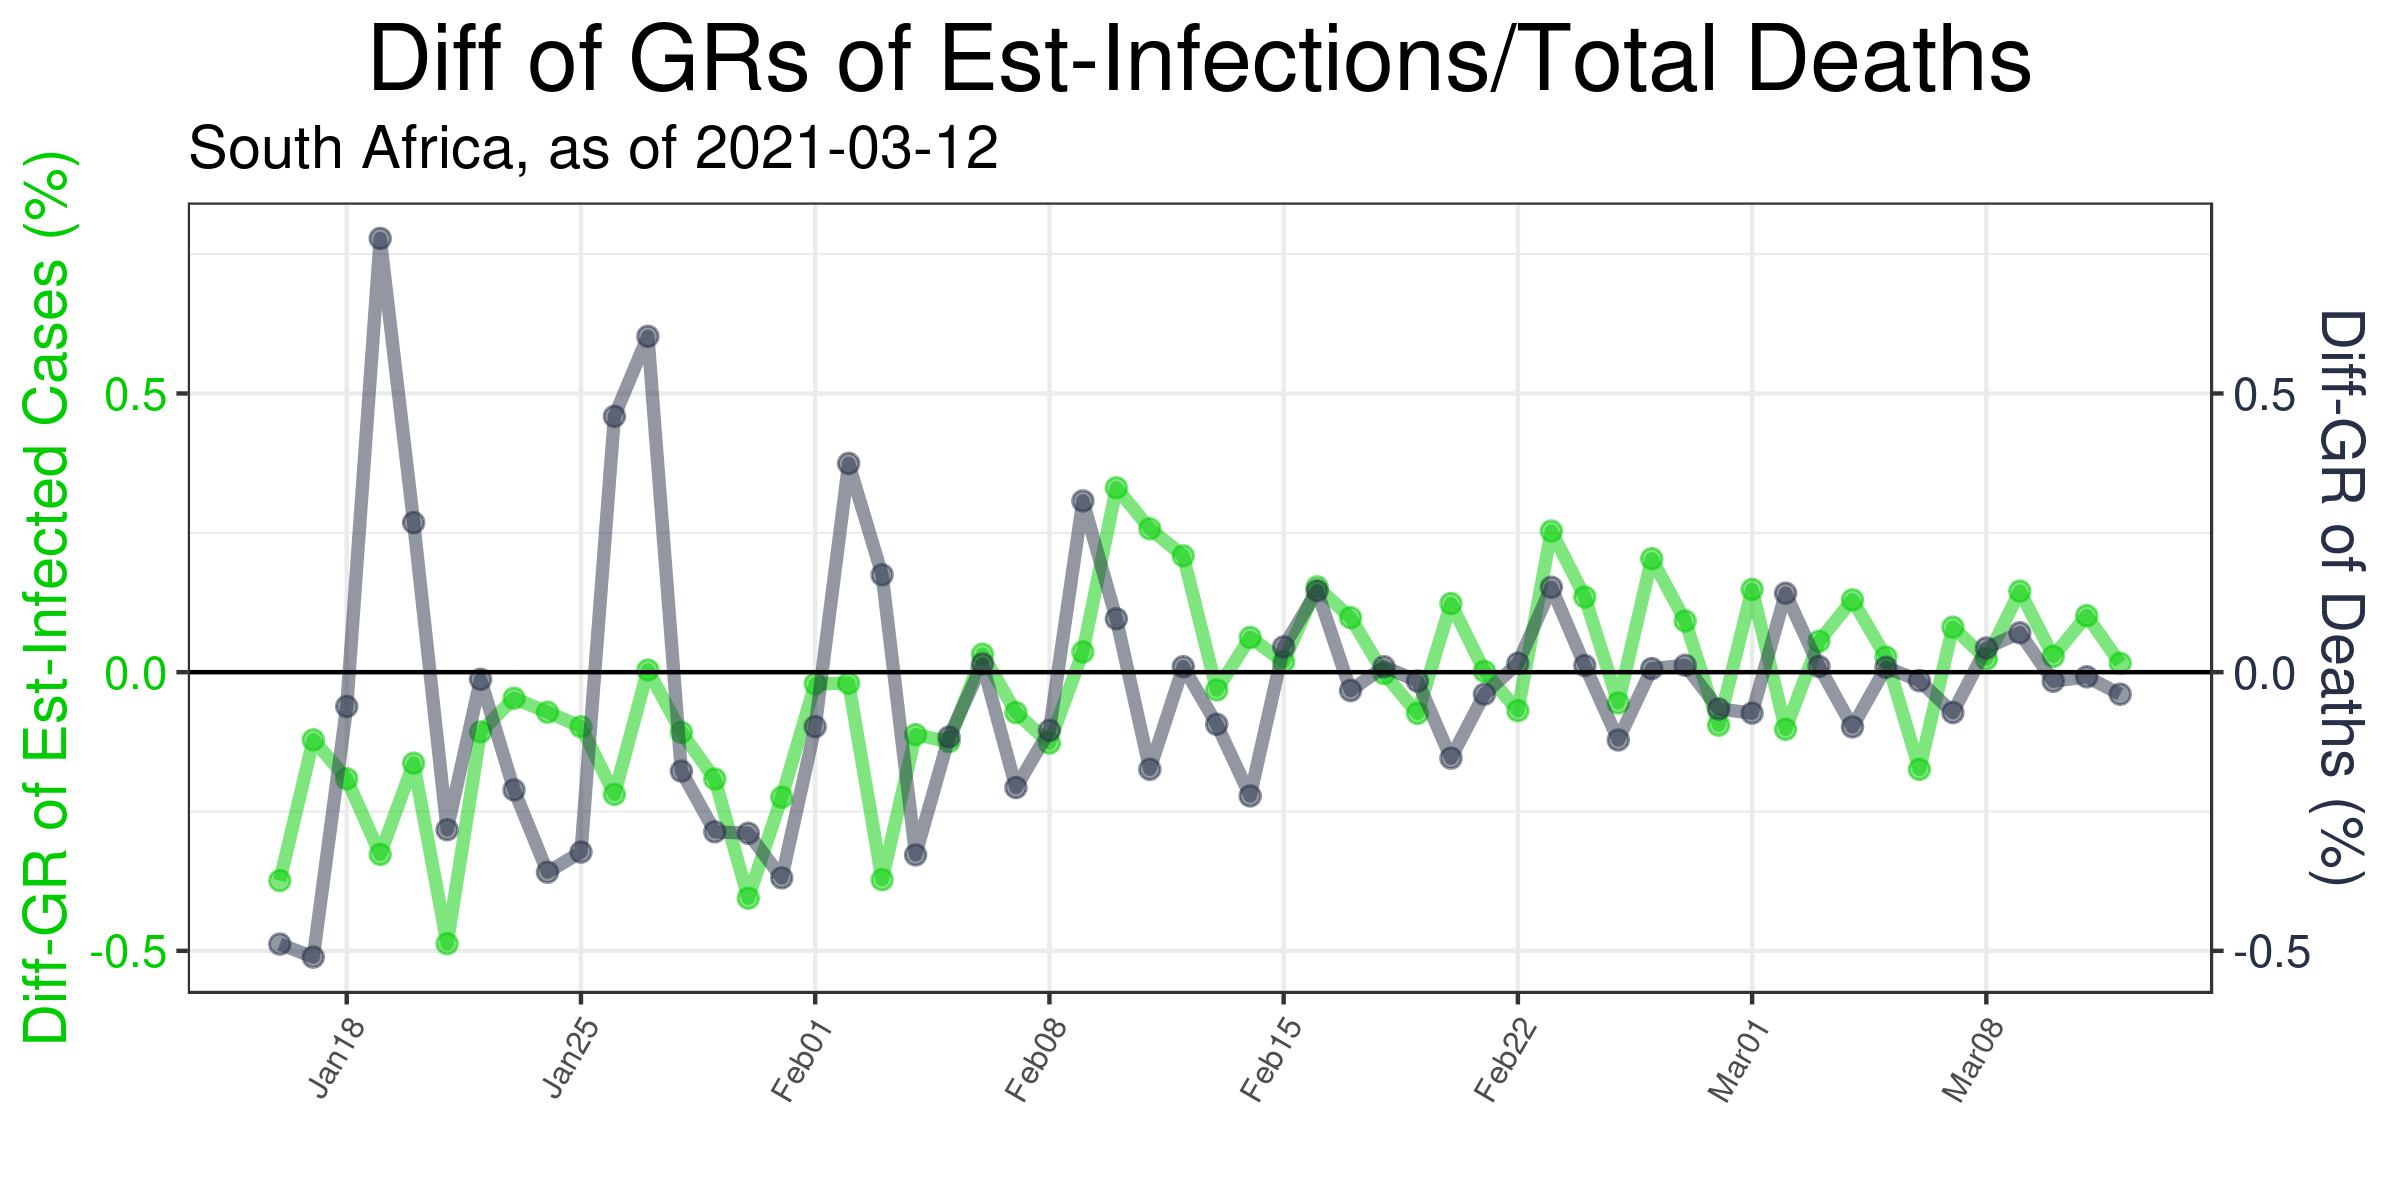 Diff of GRs of Est-Infections/Total Deaths
South Africa, as of 2021-03-12
Diff-GR of Est-Infected Cases (%)
0.5
0.0
-0.5
0.5
0.0
-0.5
Diff-GR of Deaths (%)
Jan18
Jan25
Feb01
Feb08
Feb15
Feb22
Mar01
Mar08